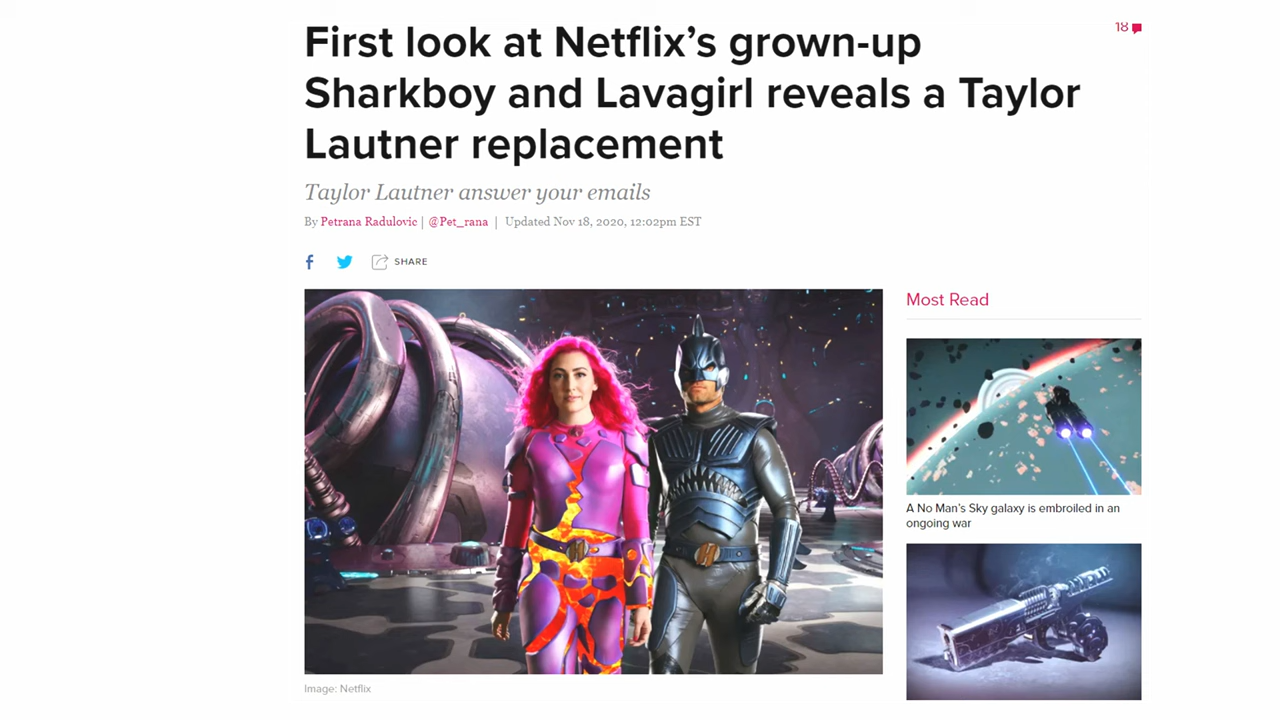 18
First look at Netflix’s grown-up
Sharkboy and Lavagirl reveals a Taylor
Lautner replacement
Taylor Lautner answer your emails
By Petrana Radulovic | @Pet_rana | Updated Nov 18, 2020, 12:02pm EST
SHARE
Most Read
A No Man’s Sky galaxy is embroiled in an
ongoing war
Image: Netflix